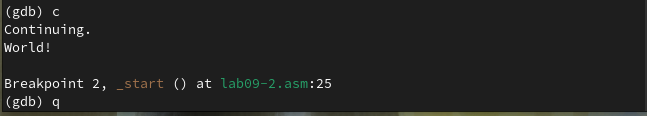 (gdb) c
Continuing.
World!
Breakpoint 2, _start () at lab09-2.asm:25
(gdb) q